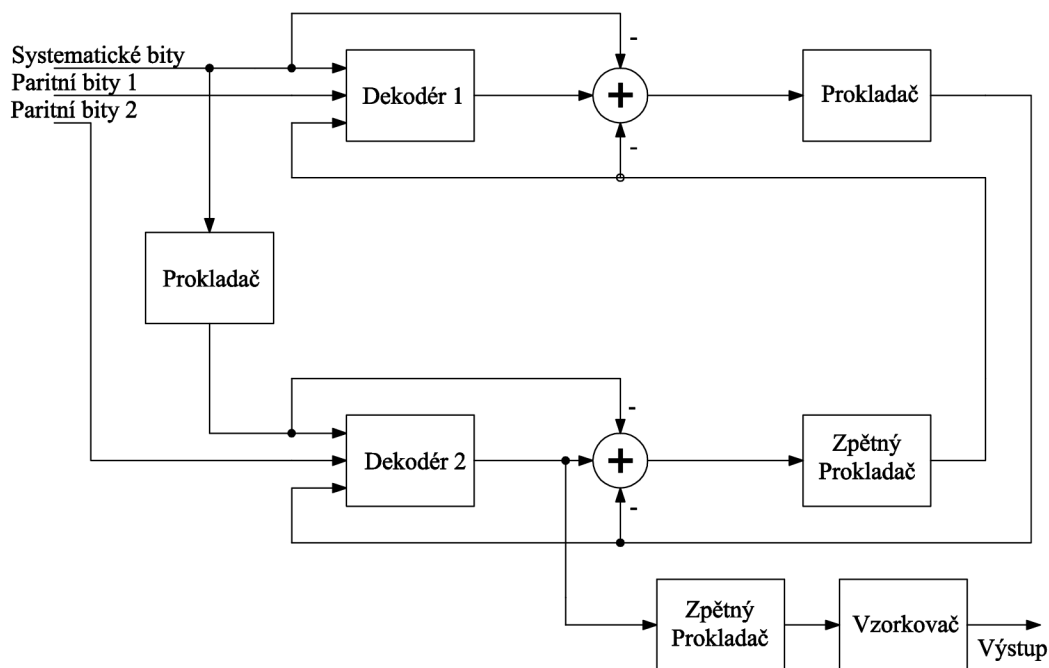 Systematické bity
Paritní bity 1
Paritní bity 2
-
Dekodér 1
+
Prokladač
-
Prokladač
-
Dekodér 2
+
Zpětný
Prokladač
-
Zpětný
Prokladač
Vzorkovač
Výstup